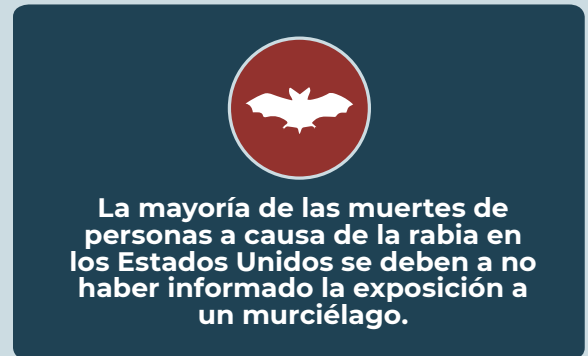 La mayoría de las muertes de
personas a causa de la rabia en
los Estados Unidos se deben a no
haber informado la exposición a
un murciélago.